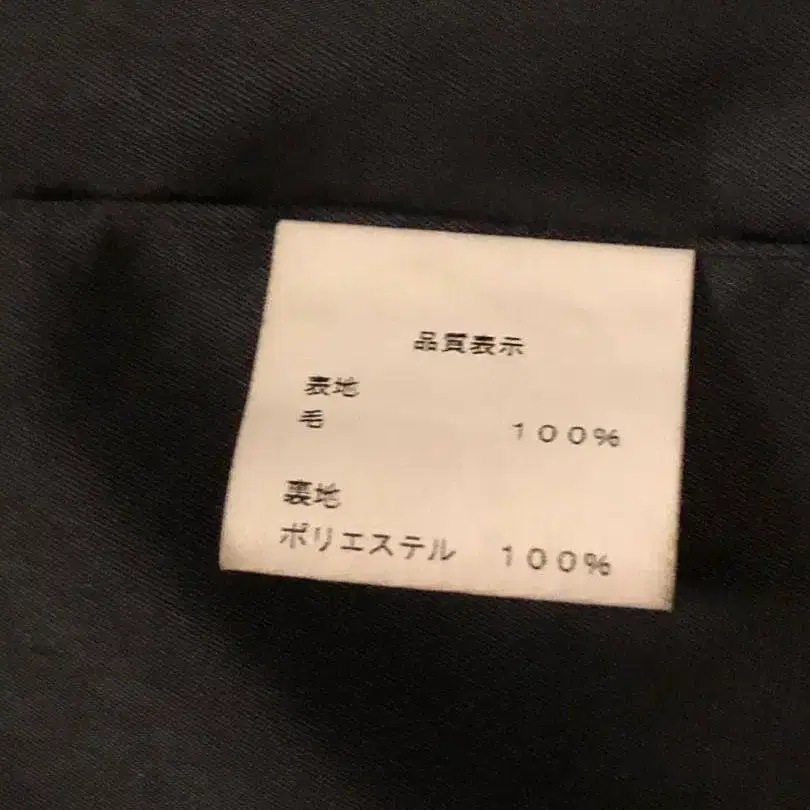 品質表示
表地
毛 100%
裏地
ポリエステル 100%